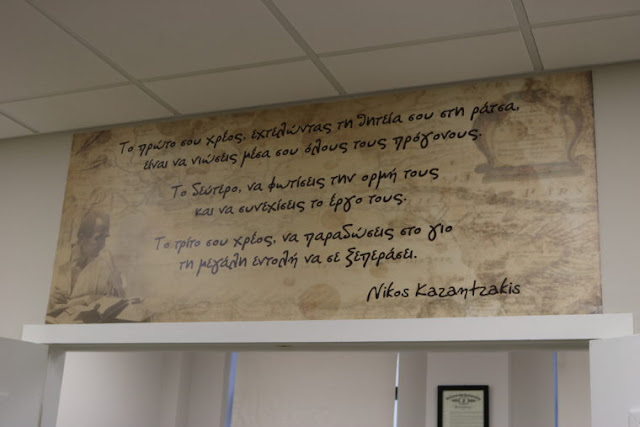 Το πρώτο σου χρέος, εχτελώντας τη θητεία σου στη ράτσα,
είναι να νιώσεις μέσα σου όλους τους πρόγονους.
Το δεύτερο, να φωτίσεις την ορμή τους
και να συνεχίσεις το έργο τους.
Το τρίτο σου χρέος, να παραδώσεις στο γιο
τη μεγάλη εντολή να σε ξεπεράσει.
Nikos Kazantzakis